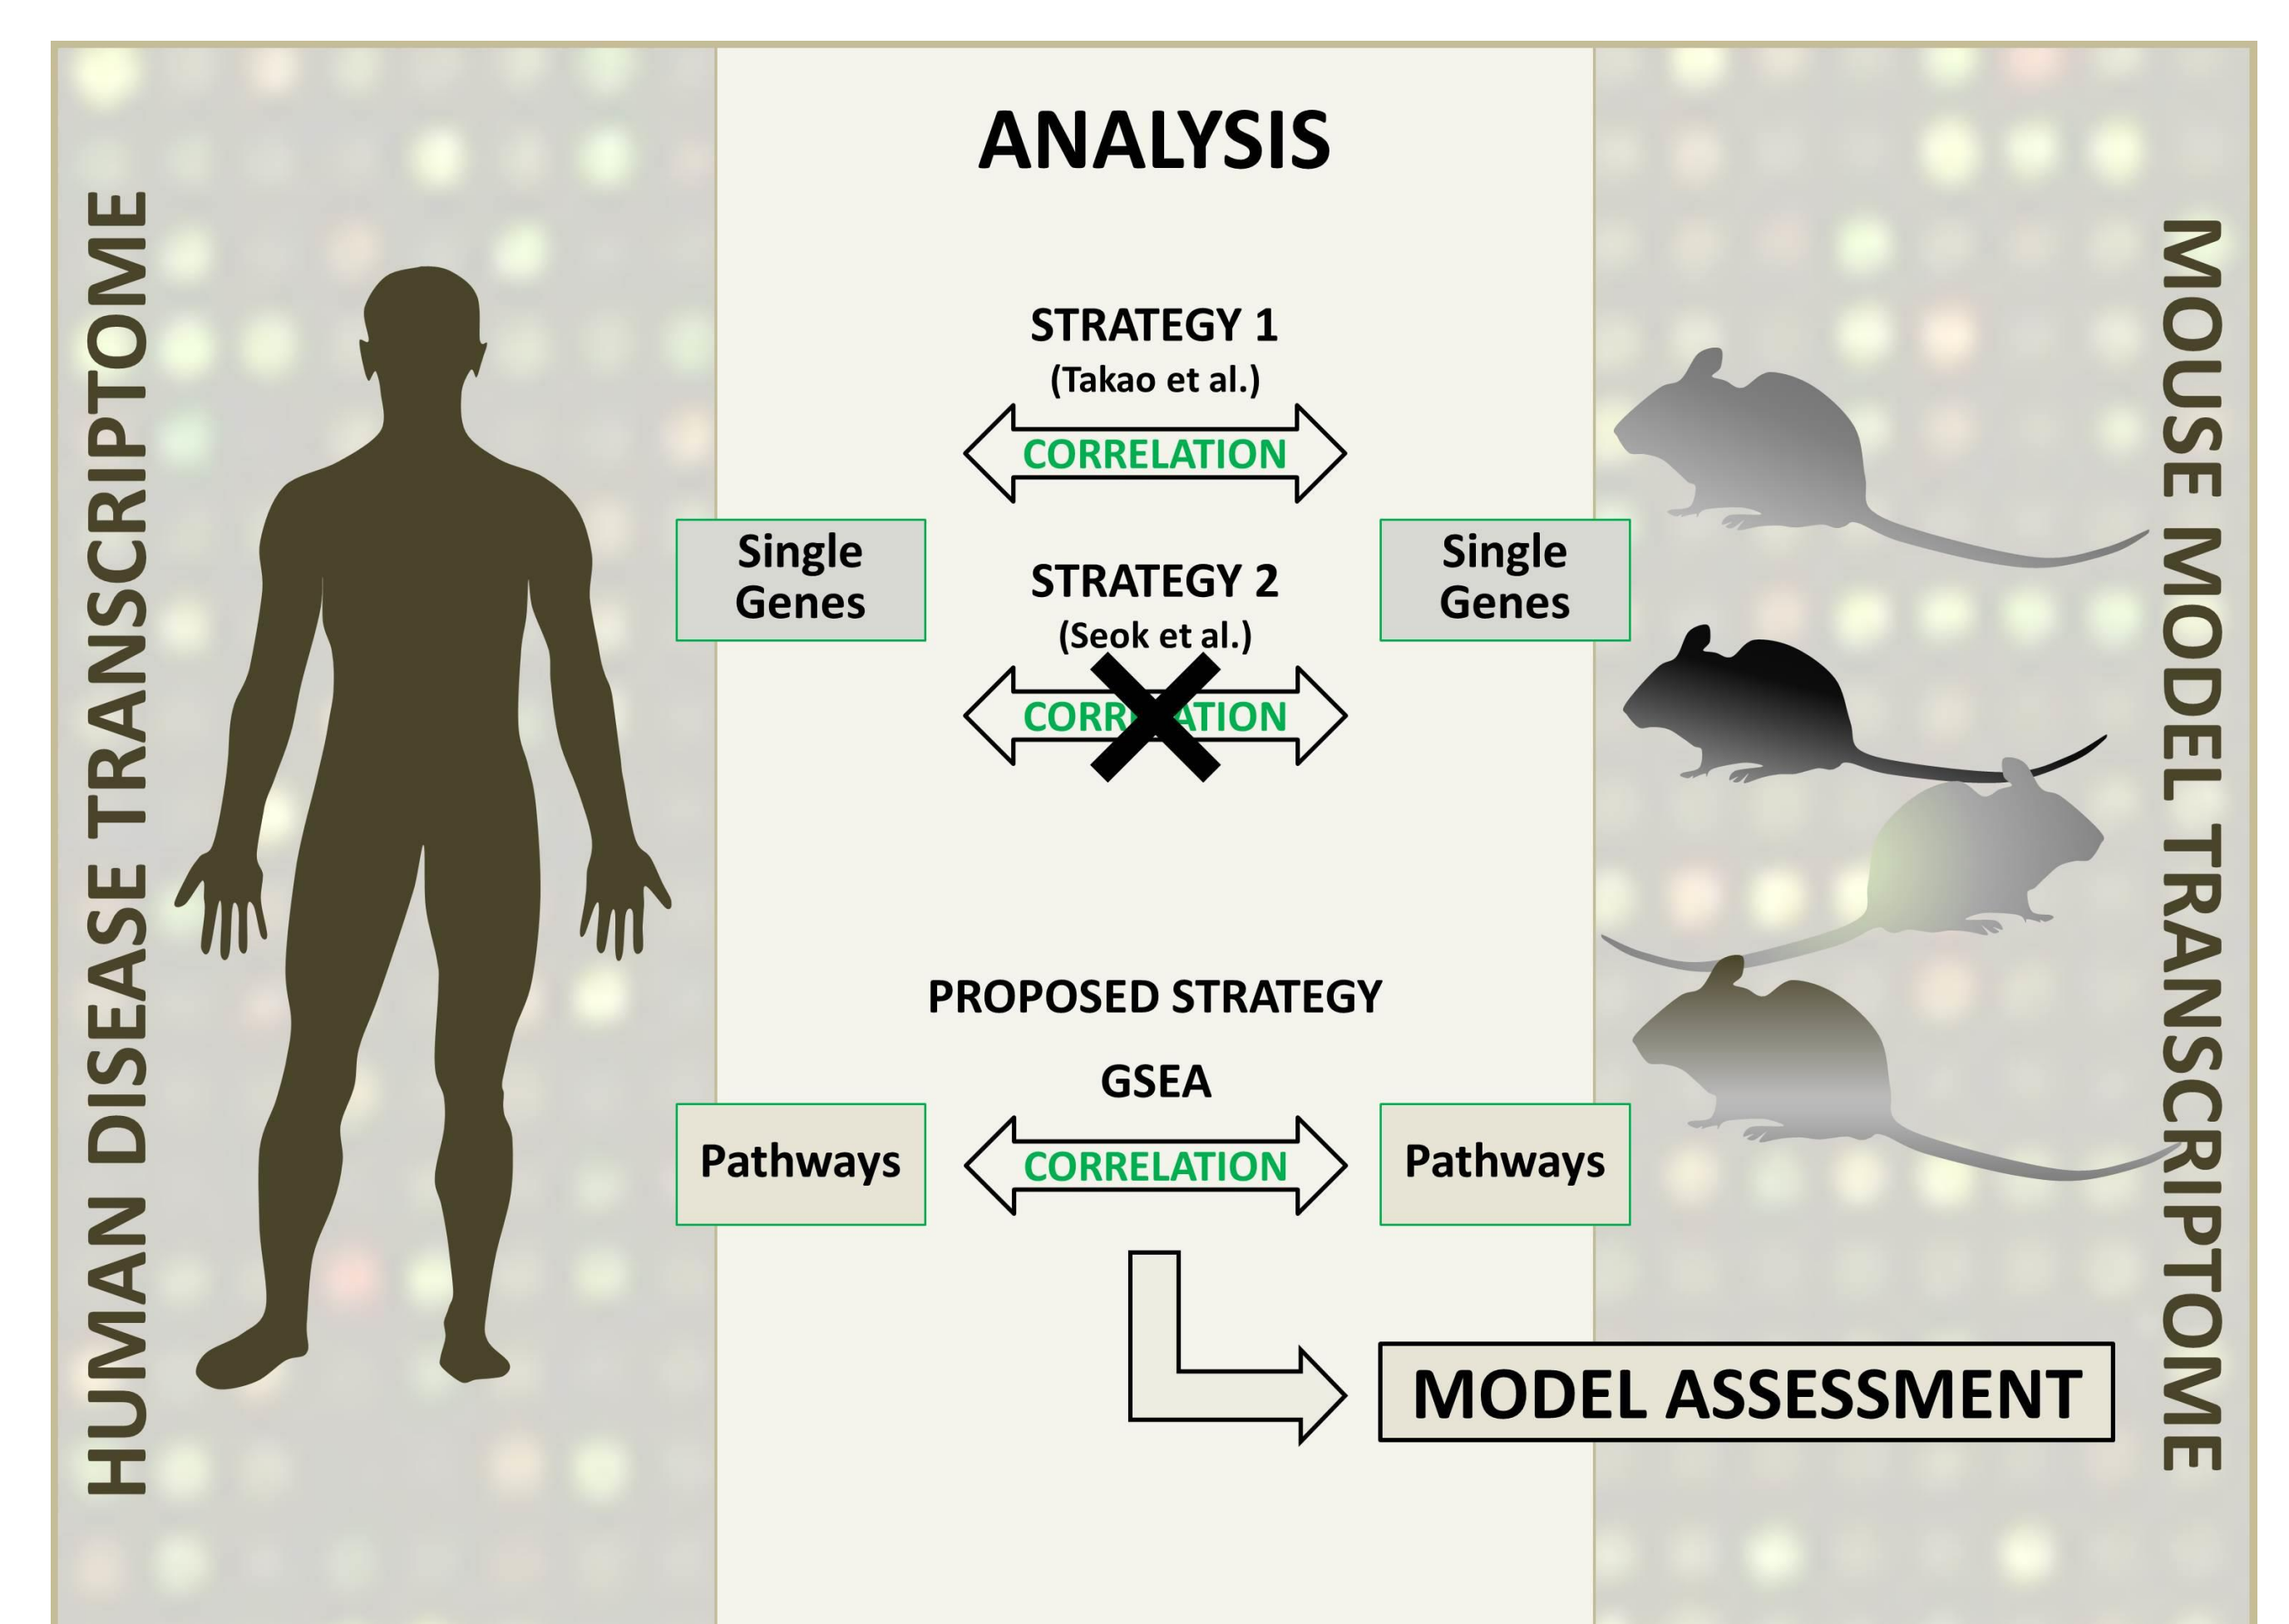 HUMAN DISEASE TRANSCRIPTOME
ANALYSIS
STRATEGY 1
(Takao et al.)
CORRELATION
Single
Genes
STRATEGY 2
(Seok et al.)
CORRELATION
Single
Genes
PROPOSED STRATEGY
GSEA
Pathways
CORRELATION
Pathways
MODEL ASSESSMENT
MOUSE MODEL TRANSCRIPTOME